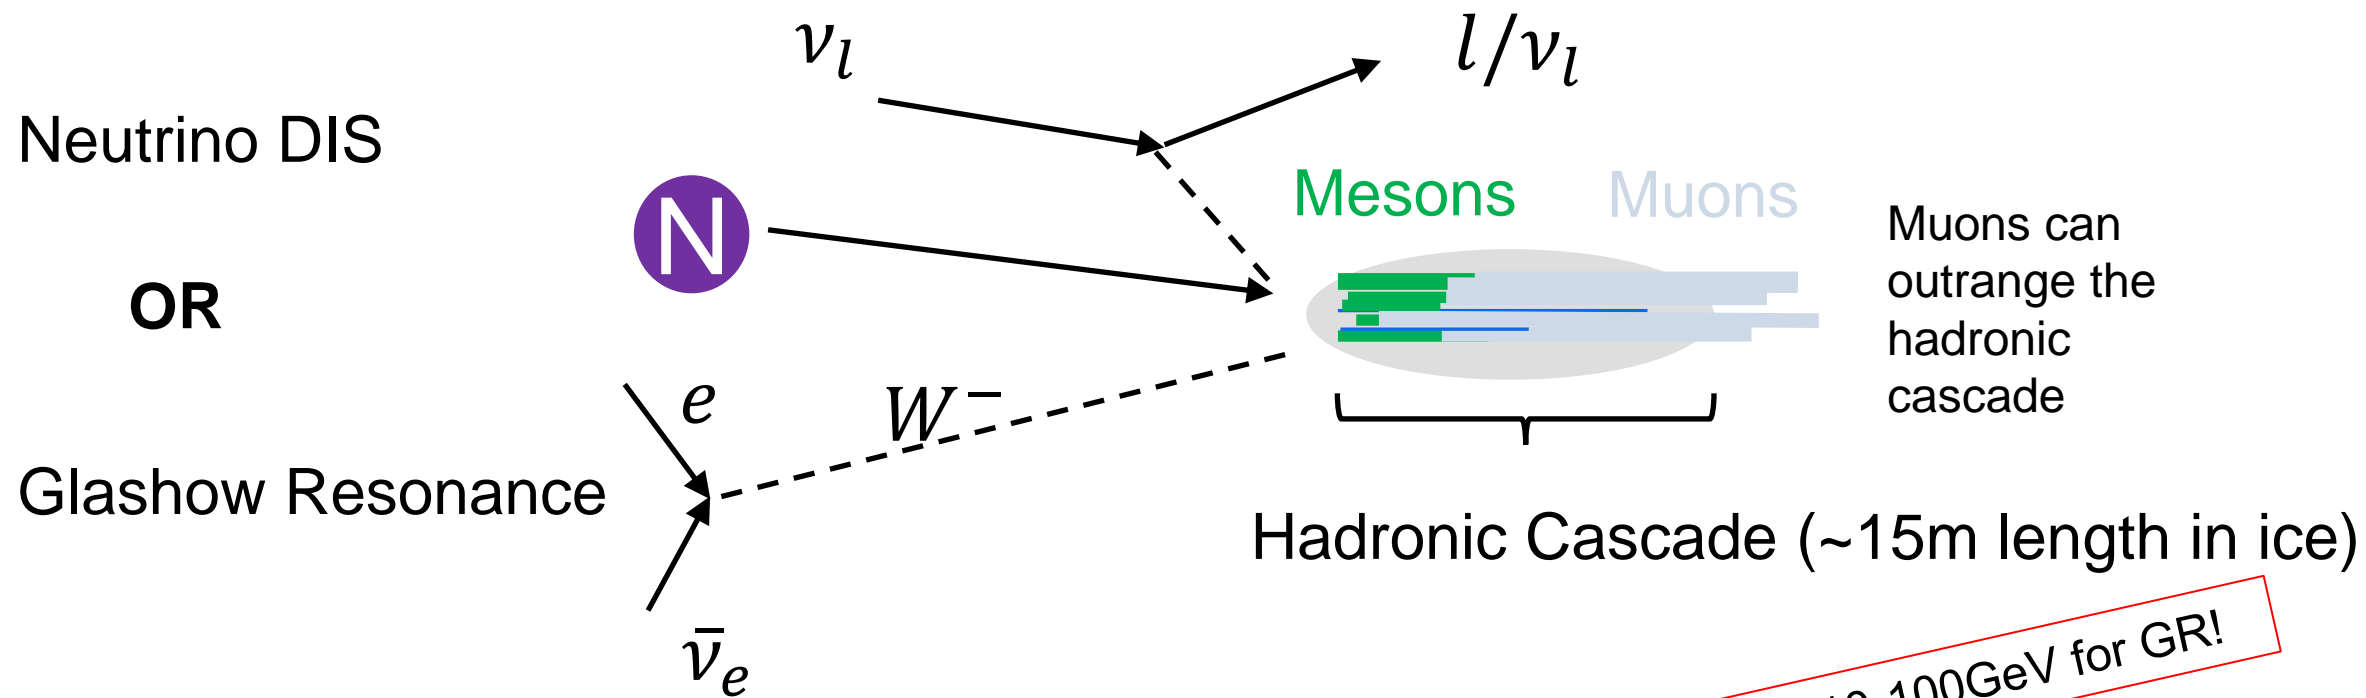 ν_l
l/ν_l
Neutrino DIS
N
Mesons
Muons
Muons can
outrange the
hadronic
cascade
OR
e
W⁻
Glashow Resonance
Hadronic Cascade (~15m length in ice)
ν̄_e
100GeV for GR!